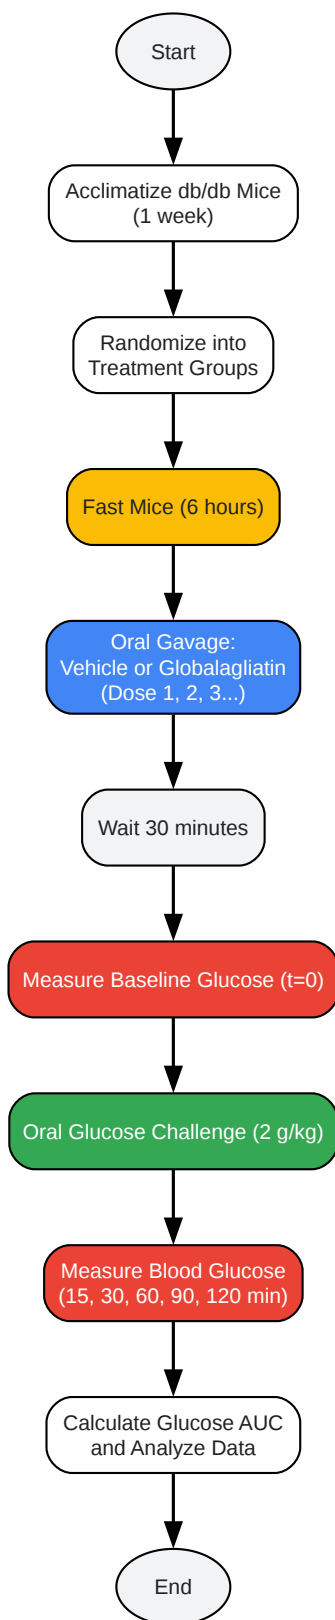 Start
Acclimatize db/db Mice
(1 week)
Randomize into
Treatment Groups
Fast Mice (6 hours)
Oral Gavage:
Vehicle or Globalagliatin
(Dose 1, 2, 3...)
Wait 30 minutes
Measure Baseline Glucose (t=0)
Oral Glucose Challenge (2 g/kg)
Measure Blood Glucose
(15, 30, 60, 90, 120 min)
Calculate Glucose AUC
and Analyze Data
End